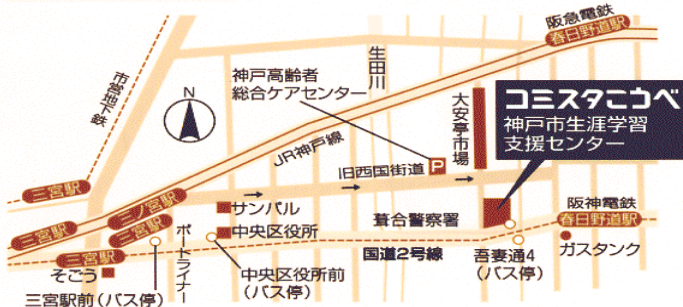 阪急電鉄
春日野道駅
市営地下鉄
N
生田川
神戸高齢者
総合ケアセンター
大安亭市場
コミスタこうべ
神戸市生涯学習
支援センター
JR神戸線
旧西国街道
P
三宮駅
三ノ宮駅
三宮駅
三宮駅
サンパル
中央区役所
葺合警察署
阪神電鉄
春日野道駅
ポートライナー
国道2号線
三宮駅
そごう
中央区役所前
(バス停)
吾妻通4
(バス停)
ガスタンク
三宮駅前(バス停)